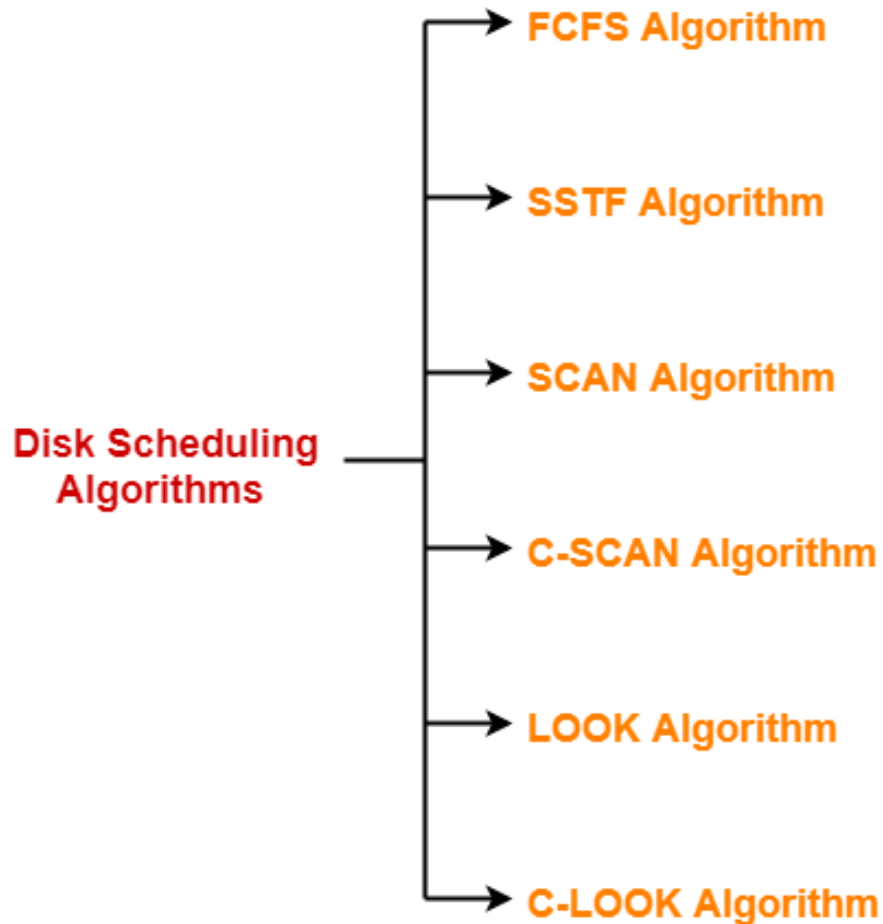 FCFS Algorithm
SSTF Algorithm
SCAN Algorithm
Disk Scheduling
Algorithms
C-SCAN Algorithm
LOOK Algorithm
C-LOOK Algorithm